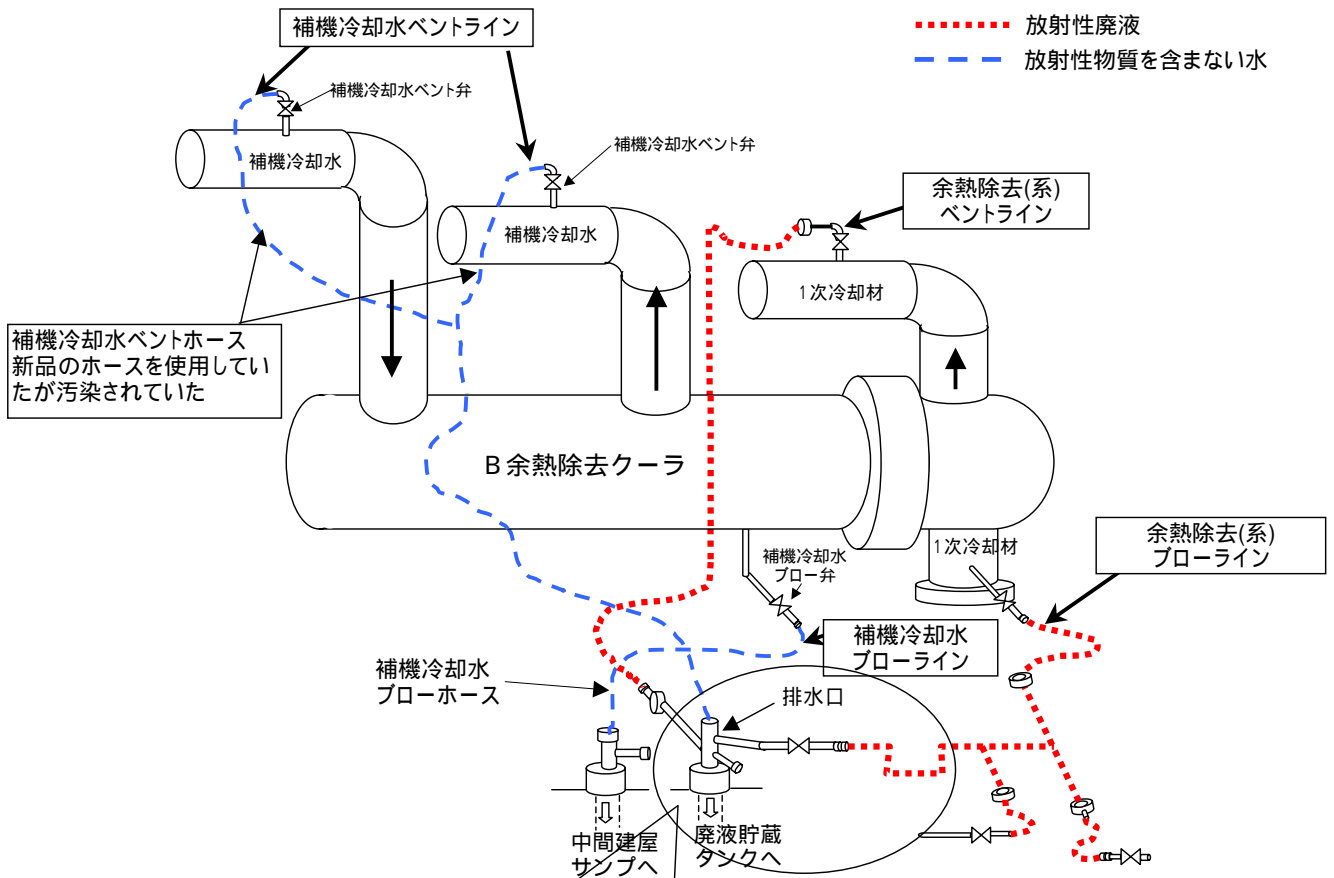 補機冷却水ベントライン
放射性廃液
放射性物質を含まない水
補機冷却水ベント弁
補機冷却水
補機冷却水ベント弁
補機冷却水
余熱除去(系)
ベントライン
1次冷却材
補機冷却水ベントホース
新品のホースを使用してい
たが汚染されていた
B余熱除去クーラ
補機冷却水
ブロー弁
1次冷却材
余熱除去(系)
ブローライン
補機冷却水
ブローライン
補機冷却水
ブローホース
排水口
中間建屋
サンプへ
廃液貯蔵
タンクへ